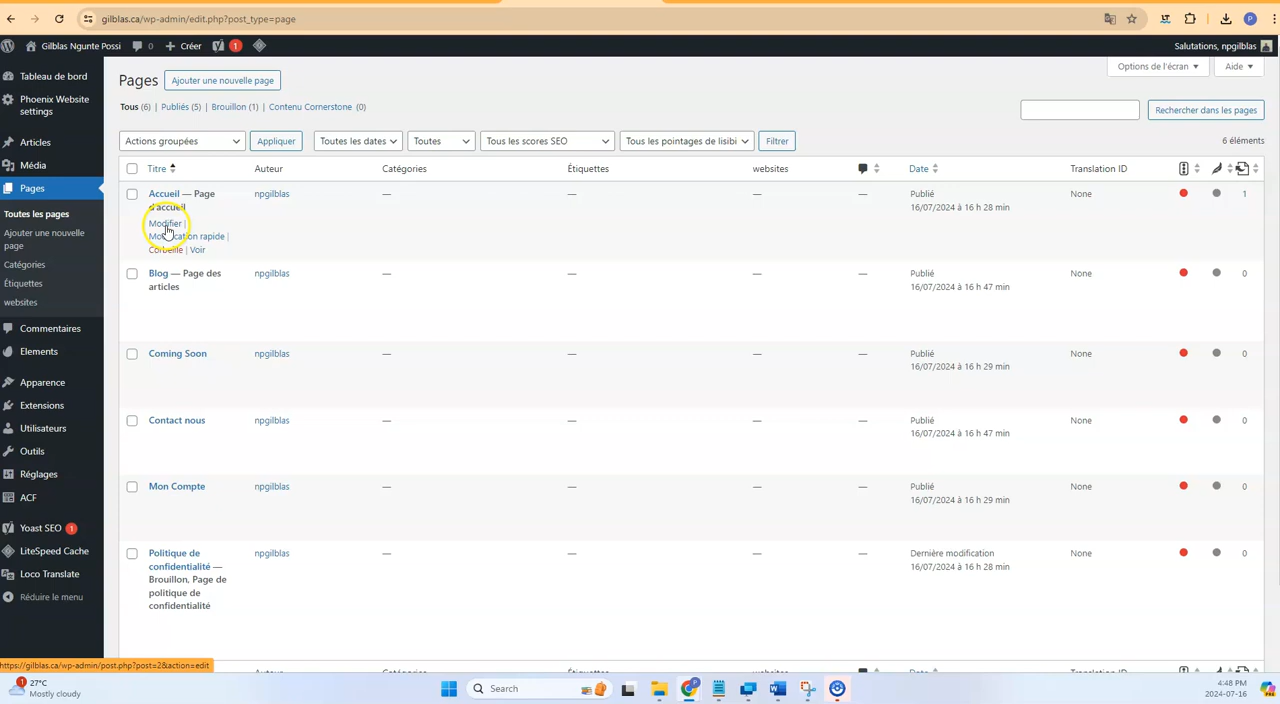 gilblas.ca/wp-admin/edit.php?post_type=page
Gilblas Ngunte Possi 0 Créer 1 Salutations, npgilblas
Tableau de bord
Phoenix Website
settings
Articles
Média
Pages
Toutes les pages
Ajouter une nouvelle
page
Catégories
Étiquettes
websites
Commentaires
Elements
Apparence
Extensions
Utilisateurs
Outils
Réglages
ACF
Yoast SEO 1
LiteSpeed Cache
Loco Translate
Réduire le menu
Options de l'écran Aide
Pages Ajouter une nouvelle page
Tous (6) | Publiés (5) | Brouillon (1) | Contenu Cornerstone (0)
Rechercher dans les pages
Actions groupées Appliquer Toutes les dates Toutes Tous les scores SEO Tous les pointages de lisibi Filtrer 6 éléments
Titre Auteur Catégories Étiquettes websites Date Translation ID
Accueil — Page npgilblas — — — — Publié None 1
d'accueil 16/07/2024 à 16 h 28 min
Modifier |
Modification rapide |
Corbeille | Voir
Blog — Page des npgilblas — — — — Publié None 0
articles 16/07/2024 à 16 h 47 min
Coming Soon npgilblas — — — — Publié None 0
16/07/2024 à 16 h 29 min
Contact nous npgilblas — — — — Publié None 0
16/07/2024 à 16 h 47 min
Mon Compte npgilblas — — — — Publié None 0
16/07/2024 à 16 h 29 min
Politique de npgilblas — — — — Dernière modification None 0
confidentialité — 16/07/2024 à 16 h 28 min
Brouillon, Page de
politique de
confidentialité
Auteur Catégories Étiquettes websites Date Translation ID
https://gilblas.ca/wp-admin/post.php?post=2&action=edit
1 27°C
Mostly cloudy
Search
4:48 PM
2024-07-16